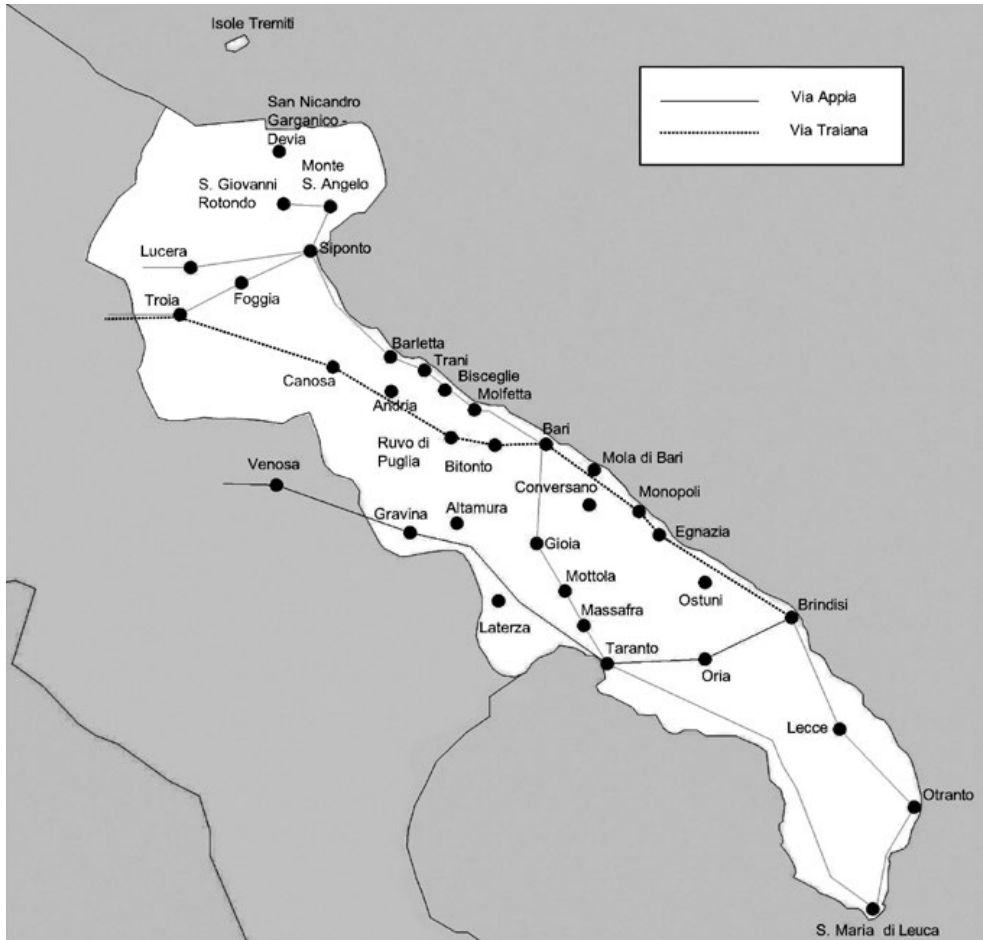 Isole Tremiti
San Nicandro
Garganico -
Devia
Via Appia
Via Traiana
Monte
S. Angelo
S. Giovanni
Rotondo
Siponto
Lucera
Foggia
Troia
Barletta
Trani
Bisceglie
Molfetta
Canosa
Andria
Bari
Ruvo di
Puglia
Bitonto
Mola di Bari
Venosa
Conversano
Monopoli
Altamura
Gravina
Egnazia
Gioia
Mottola
Ostuni
Massafra
Brindisi
Laterza
Taranto
Oria
Lecce
Otranto
S. Maria di Leuca